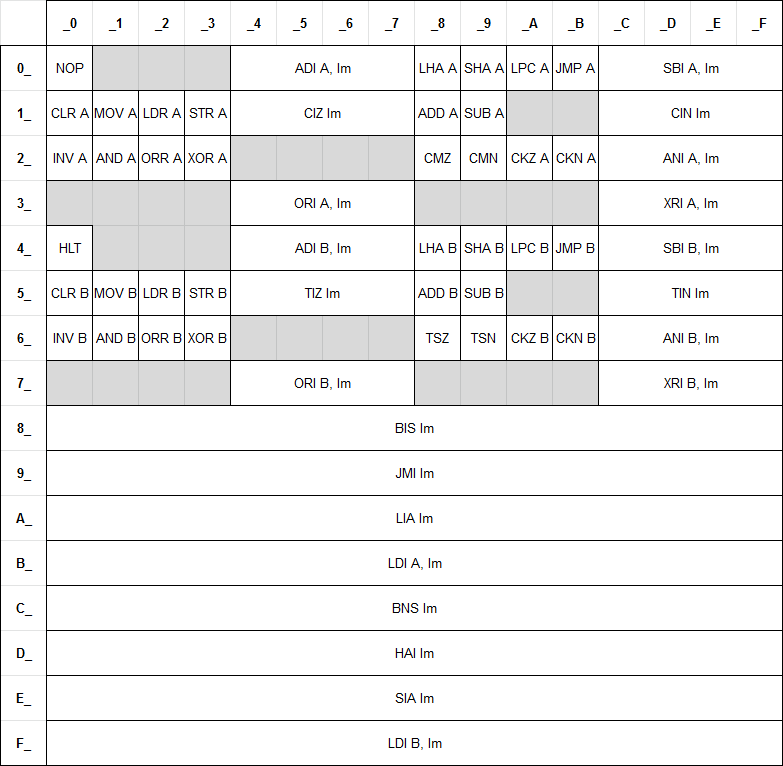 _0 _1 _2 _3 _4 _5 _6 _7 _8 _9 _A _B _C _D _E _F
0_ NOP ADI A, Im LHA A SHA A LPC A JMP A SBI A, Im
1_ CLR A MOV A LDR A STR A CIZ Im ADD A SUB A CIN Im
2_ INV A AND A ORR A XOR A CMZ CMN CKZ A CKN A ANI A, Im
3_ ORI A, Im XRI A, Im
4_ HLT ADI B, Im LHA B SHA B LPC B JMP B SBI B, Im
5_ CLR B MOV B LDR B STR B TIZ Im ADD B SUB B TIN Im
6_ INV B AND B ORR B XOR B TSZ TSN CKZ B CKN B ANI B, Im
7_ ORI B, Im XRI B, Im
8_ BIS Im
9_ JMI Im
A_ LIA Im
B_ LDI A, Im
C_ BNS Im
D_ HAI Im
E_ SIA Im
F_ LDI B, Im